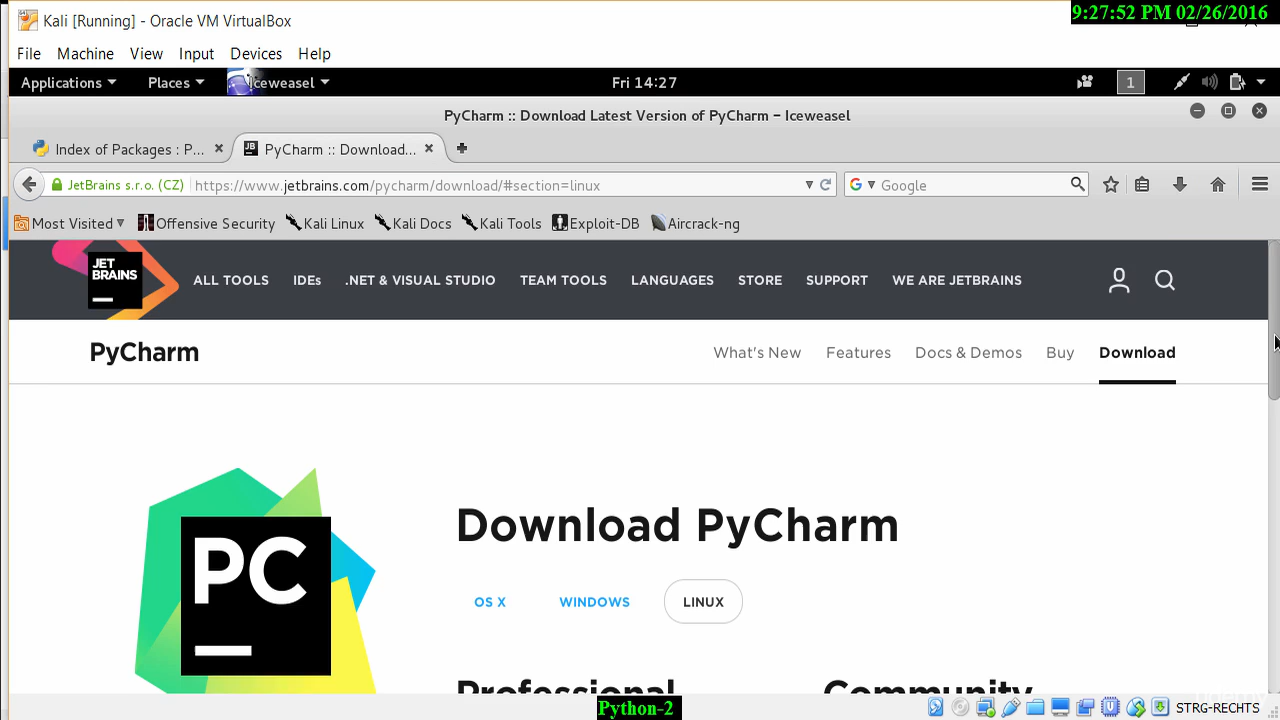 Kali [Running] - Oracle VM VirtualBox
9:27:52 PM 02/26/2016
File Machine View Input Devices Help
Applications Places Iceweasel Fri 14:27 1
PyCharm :: Download Latest Version of PyCharm – Iceweasel
Index of Packages : P... JB PyCharm :: Download...
JetBrains s.r.o. (CZ) https://www.jetbrains.com/pycharm/download/#section=linux G Google
Most Visited Offensive Security Kali Linux Kali Docs Kali Tools Exploit-DB Aircrack-ng
JET
BRAINS
ALL TOOLS IDEs .NET & VISUAL STUDIO TEAM TOOLS LANGUAGES STORE SUPPORT WE ARE JETBRAINS
PyCharm What's New Features Docs & Demos Buy Download
PC
Download PyCharm
OS X WINDOWS LINUX
Professional Community
Python-2
STRG-RECHTS